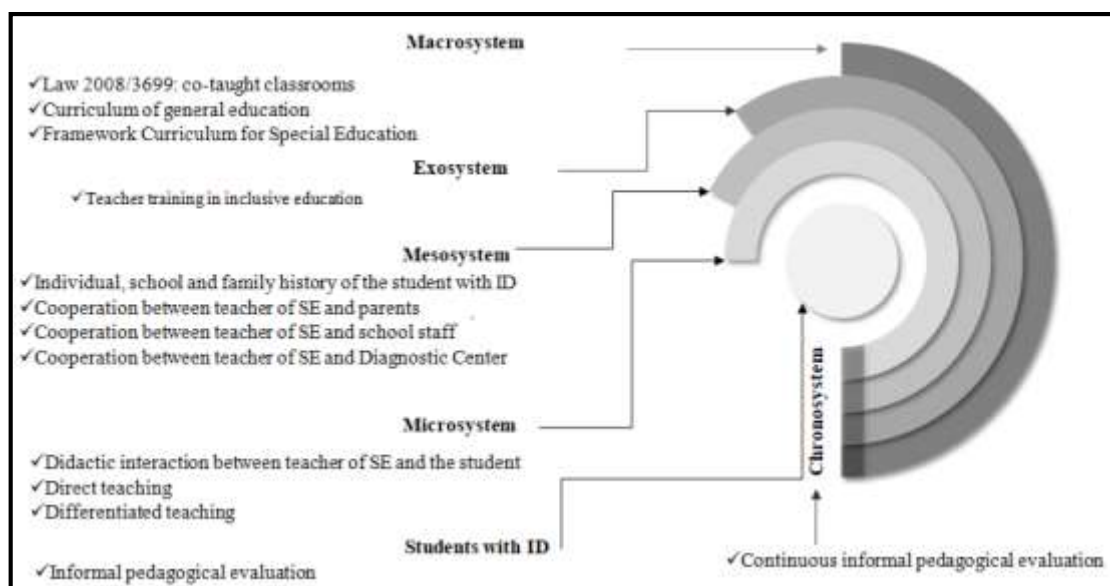 Macrosystem
✓Law 2008/3699: co-taught classrooms
✓Curriculum of general education
✓Framework Curriculum for Special Education
Exosystem
✓Teacher training in inclusive education
Mesosystem
✓Individual, school and family history of the student with ID
✓Cooperation between teacher of SE and parents
✓Cooperation between teacher of SE and school staff
✓Cooperation between teacher of SE and Diagnostic Center
Microsystem
✓Didactic interaction between teacher of SE and the student
✓Direct teaching
✓Differentiated teaching
Students with ID
✓Informal pedagogical evaluation
Chronosystem
✓Continuous informal pedagogical evaluation